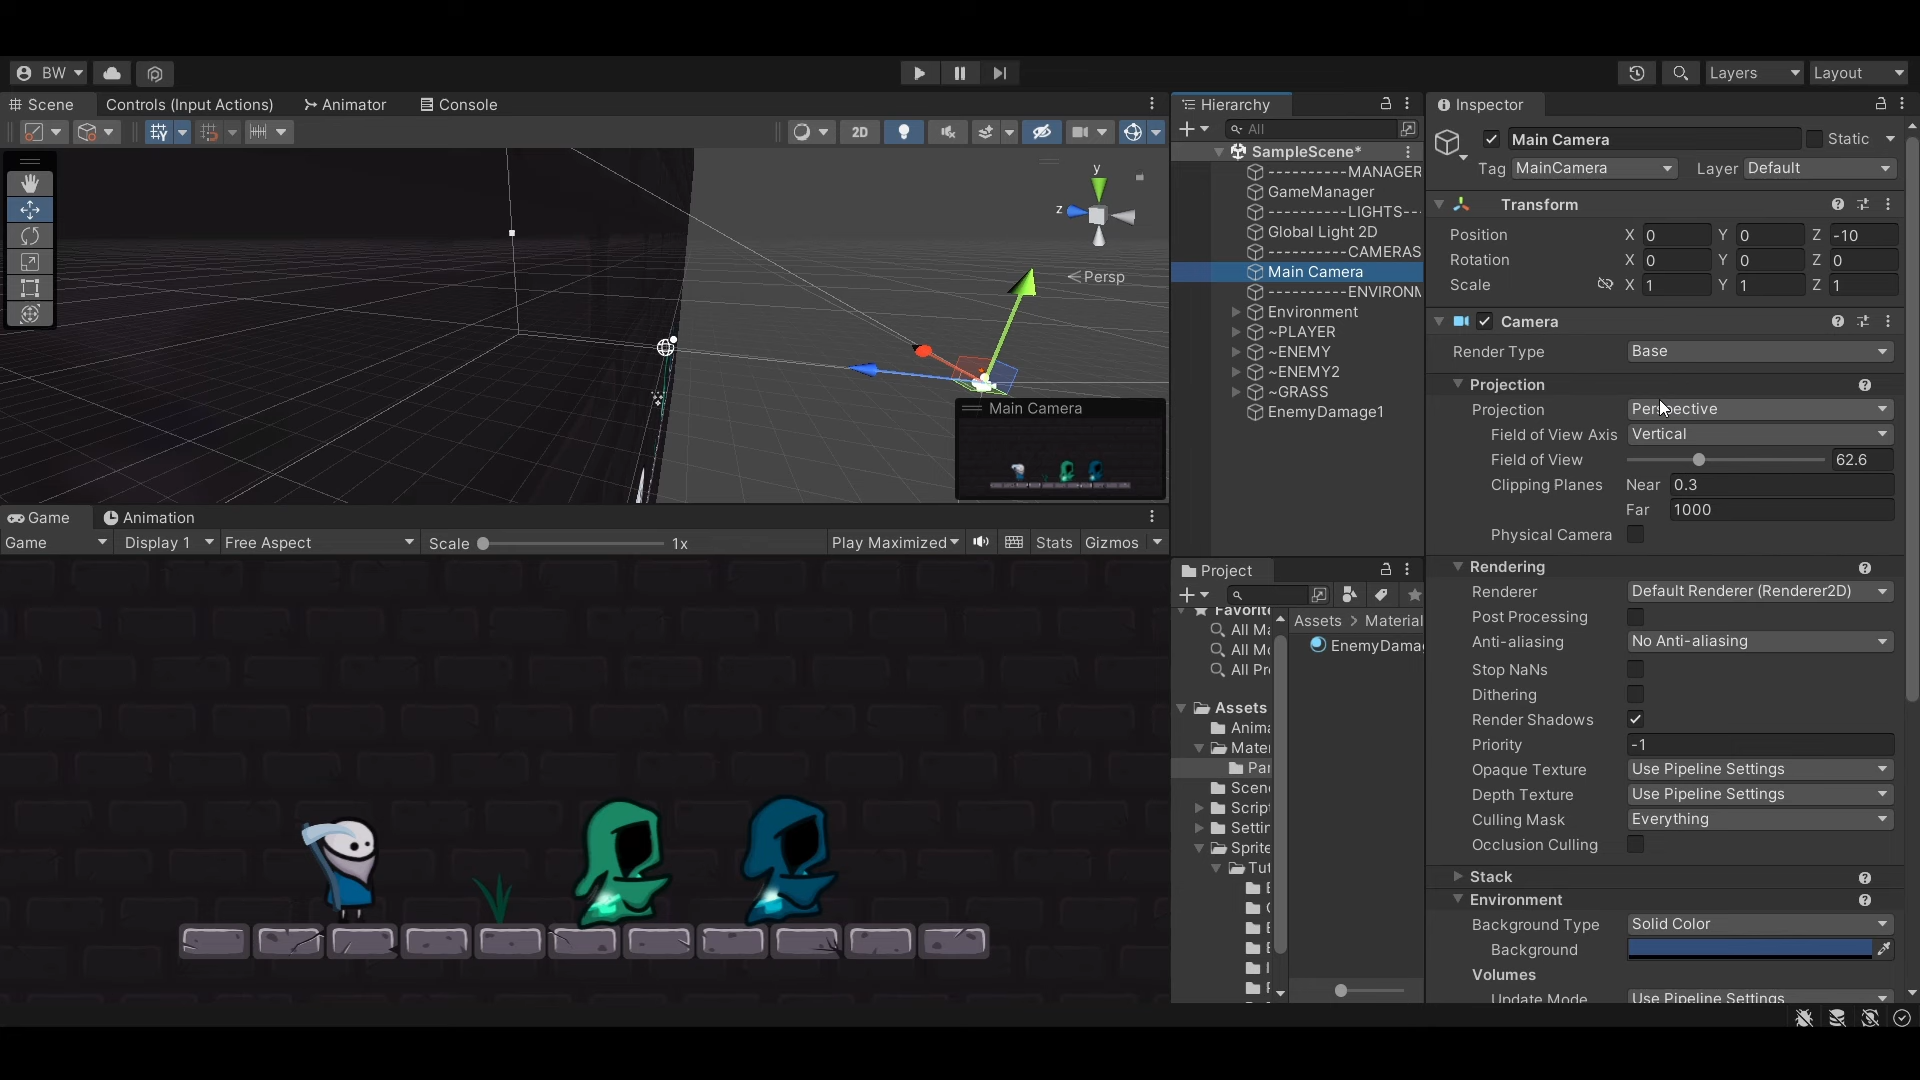 BW
Layers
Layout
Scene
Controls (Input Actions)
Animator
Console
2D
y
z
Persp
Main Camera
Game
Animation
Game
Display 1
Free Aspect
Scale
1x
Play Maximized
Stats
Gizmos
Hierarchy
All
SampleScene*
----------MANAGER
GameManager
----------LIGHTS--
Global Light 2D
----------CAMERAS
Main Camera
----------ENVIRONM
Environment
~PLAYER
~ENEMY
~ENEMY2
~GRASS
EnemyDamage1
Project
Favorite
All Ma
All Mo
All Pr
Assets
Anima
Mater
Par
Scene
Script
Settin
Sprite
Tut
Assets > Material
EnemyDamag
Inspector
Main Camera
Static
Tag MainCamera
Layer Default
Transform
Position X 0 Y 0 Z -10
Rotation X 0 Y 0 Z 0
Scale X 1 Y 1 Z 1
Camera
Render Type Base
Projection
Projection Perspective
Field of View Axis Vertical
Field of View 62.6
Clipping Planes Near 0.3
Far 1000
Physical Camera
Rendering
Renderer Default Renderer (Renderer2D)
Post Processing
Anti-aliasing No Anti-aliasing
Stop NaNs
Dithering
Render Shadows
Priority -1
Opaque Texture Use Pipeline Settings
Depth Texture Use Pipeline Settings
Culling Mask Everything
Occlusion Culling
Stack
Environment
Background Type Solid Color
Background
Volumes
Update Mode Use Pipeline Settings